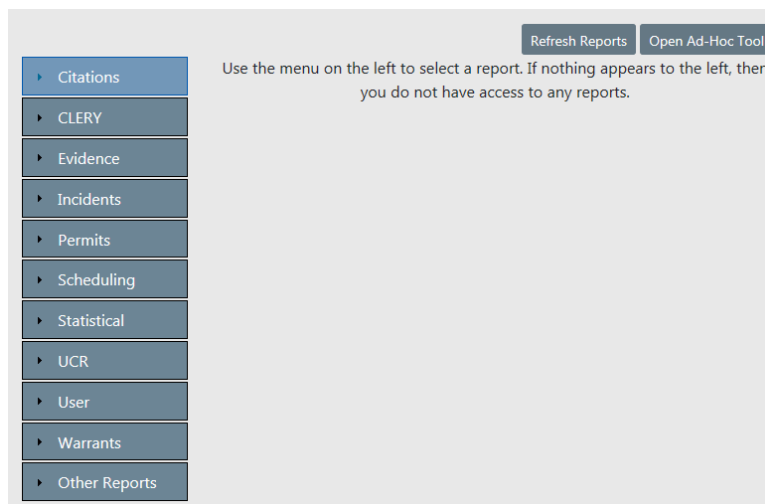 Refresh Reports Open Ad-Hoc Tool
Use the menu on the left to select a report. If nothing appears to the left, then
you do not have access to any reports.
Citations
CLERY
Evidence
Incidents
Permits
Scheduling
Statistical
UCR
User
Warrants
Other Reports